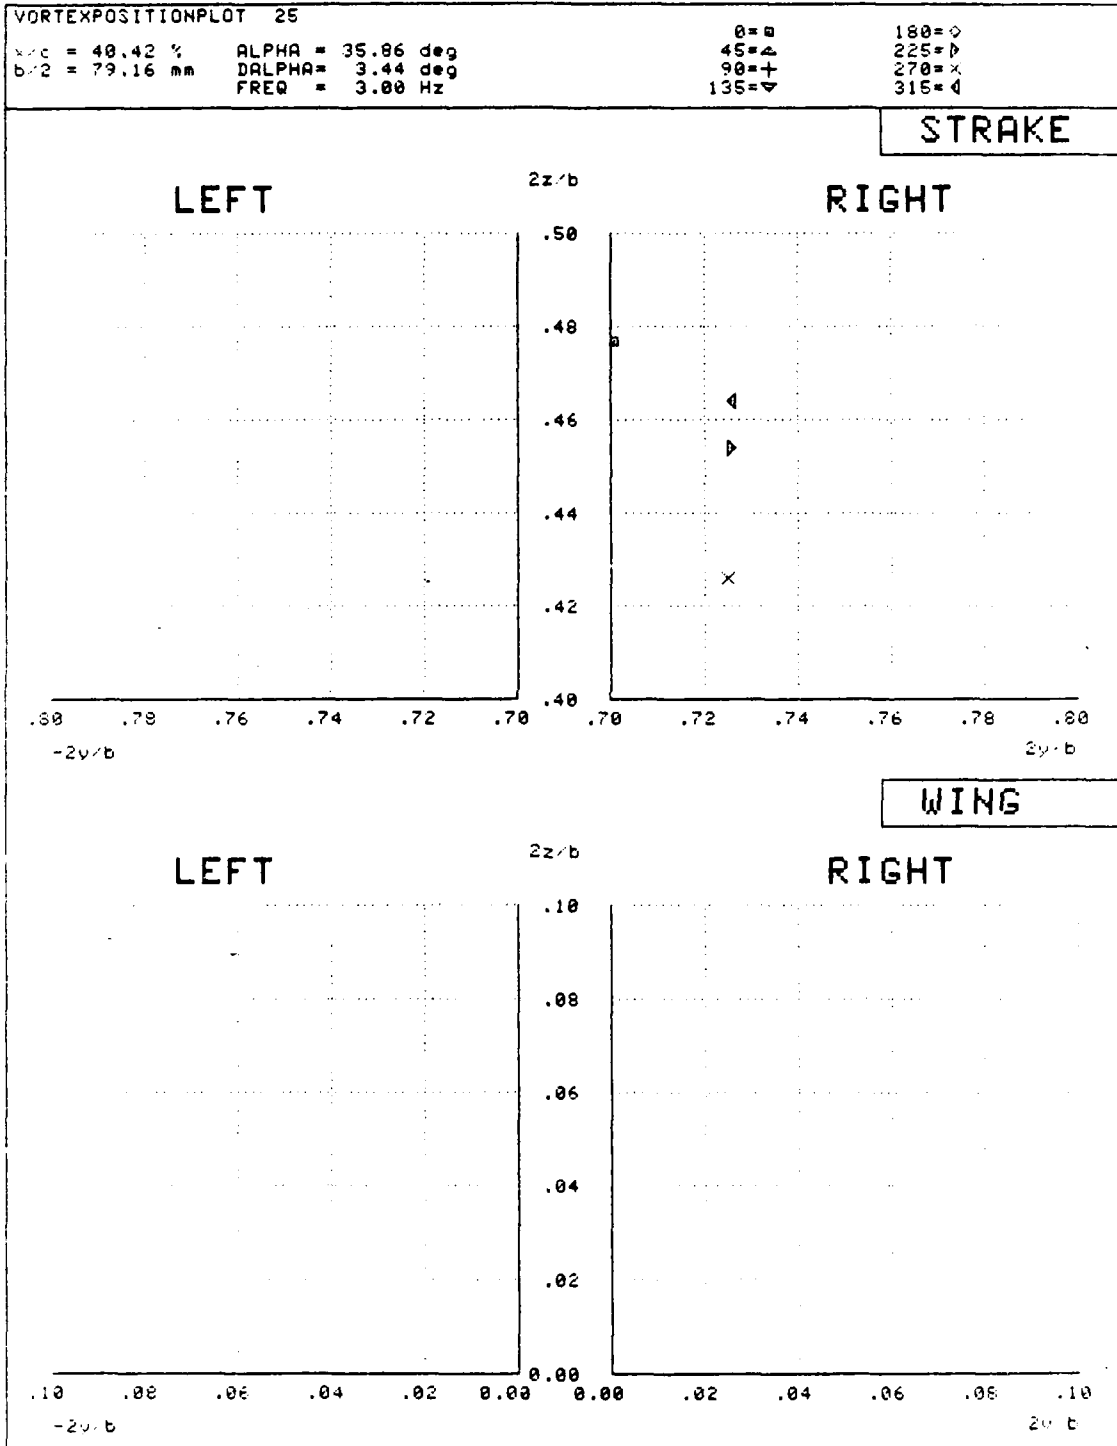 VORTEXPOSITIONPLOT 25
x/c = 40.42 % ALPHA = 35.86 deg
b/2 = 79.16 mm DALPHA= 3.44 deg
FREQ = 3.00 Hz
0= 180=
45= 225=
90=+ 270=×
135= 315=
STRAKE
LEFT 2z/b RIGHT
.50
.48
.46
.44
.42
.40
.80 .78 .76 .74 .72 .70 .70 .72 .74 .76 .78 .80
-2y/b 2y/b
WING
LEFT 2z/b RIGHT
.10
.08
.06
.04
.02
0.00
.10 .08 .06 .04 .02 0.00 0.00 .02 .04 .06 .08 .10
-2y/b 2y b